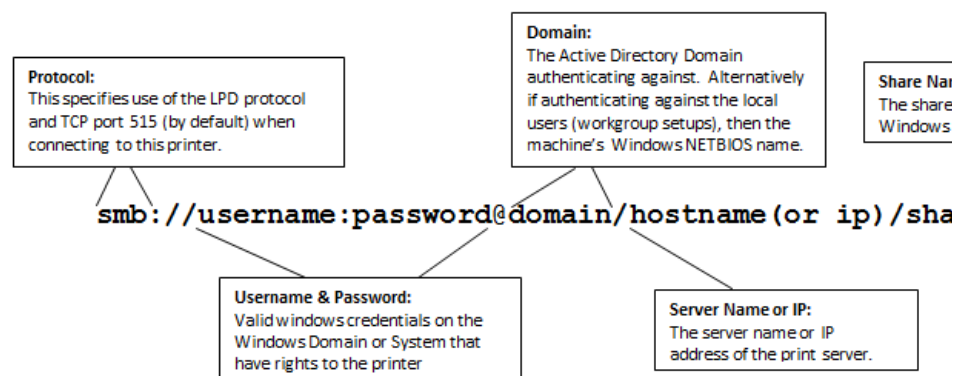 Domain:
The Active Directory Domain
authenticating against. Alternatively
if authenticating against the local
users (workgroup setups), then the
machine's Windows NETBIOS name.
Protocol:
This specifies use of the LPD protocol
and TCP port 515 (by default) when
connecting to this printer.
Share Nam
The share
Windows
smb://username:password@domain/hostname(or ip)/sha
Username & Password:
Valid windows credentials on the
Windows Domain or System that
have rights to the printer
Server Name or IP:
The server name or IP
address of the print server.